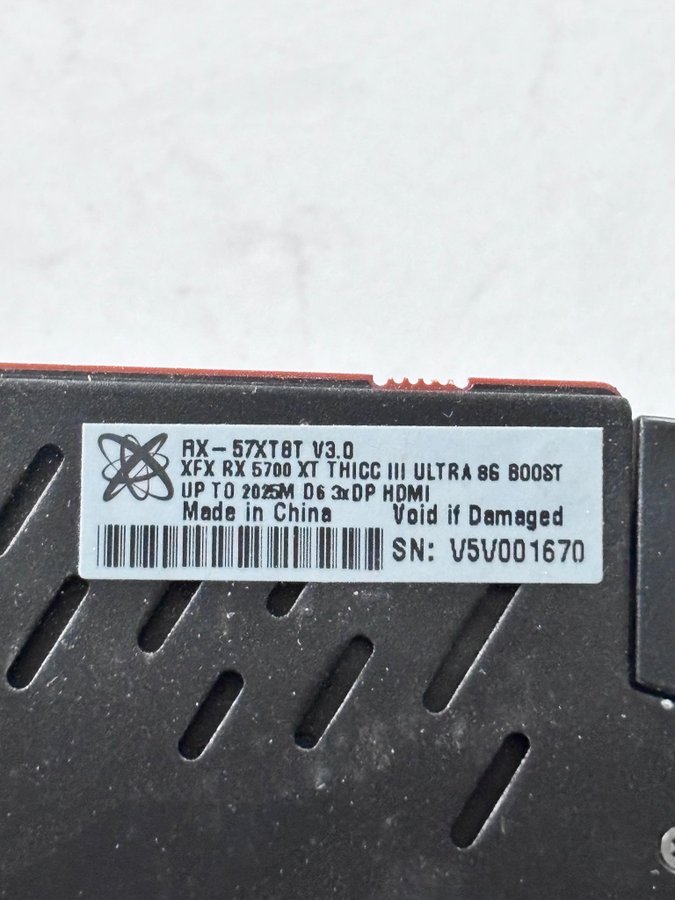 RX-57XT8T V3.0
XFX RX 5700 XT THICC III ULTRA 8G BOOST
UP TO 2025M D6 3xDP HDMI
Made in China Void if Damaged
SN: V5V001670